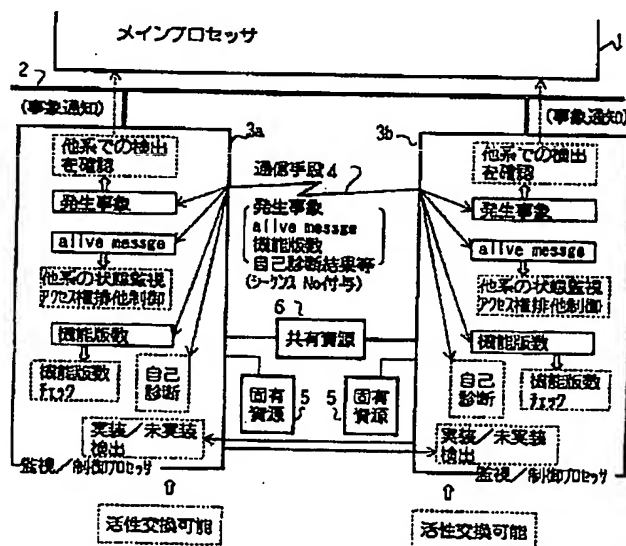 メインプロセッサ
1
2
(事象通知)
(事象通知)
3a
3b
他系での検出
を確認
他系での検出
を確認
通信手段4
発生事象
発生事象
発生事象
alive messge
機能版数
自己診断結果等
(シーケンスNo付与)
alive messge
alive messge
他系の状態監視
アクセス権排他制御
他系の状態監視
アクセス権排他制御
6
共有資源
機能版数
機能版数
機能版数
チェック
自己
診断
固有
資源
5
5
固有
資源
自己
診断
機能版数
チェック
実装/未実装
検出
実装/未実装
検出
監視/制御プロセッサ
監視/制御プロセッサ
活性交換可能
活性交換可能